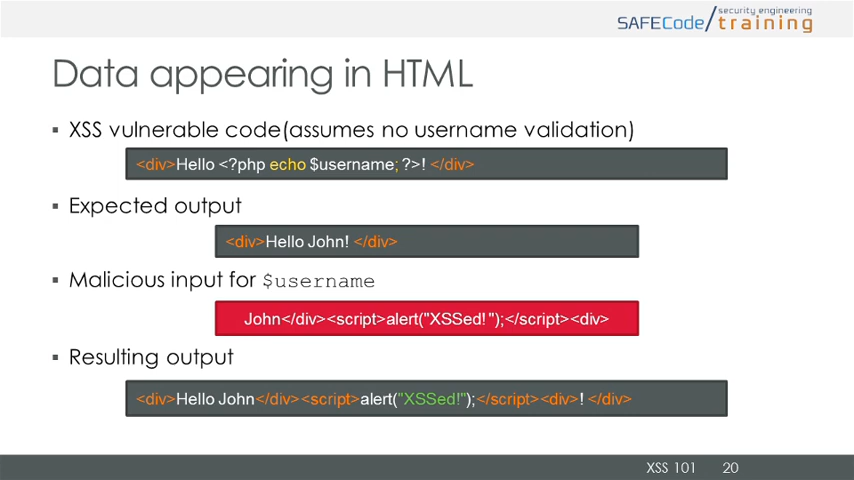 security engineering
SAFECode/training
Data appearing in HTML
▪ XSS vulnerable code(assumes no username validation)
<div>Hello <?php echo $username; ?>! </div>
▪ Expected output
<div>Hello John! </div>
▪ Malicious input for $username
John</div><script>alert("XSSed! ");</script><div>
▪ Resulting output
<div>Hello John</div><script>alert("XSSed!");</script><div>! </div>
XSS 101 20